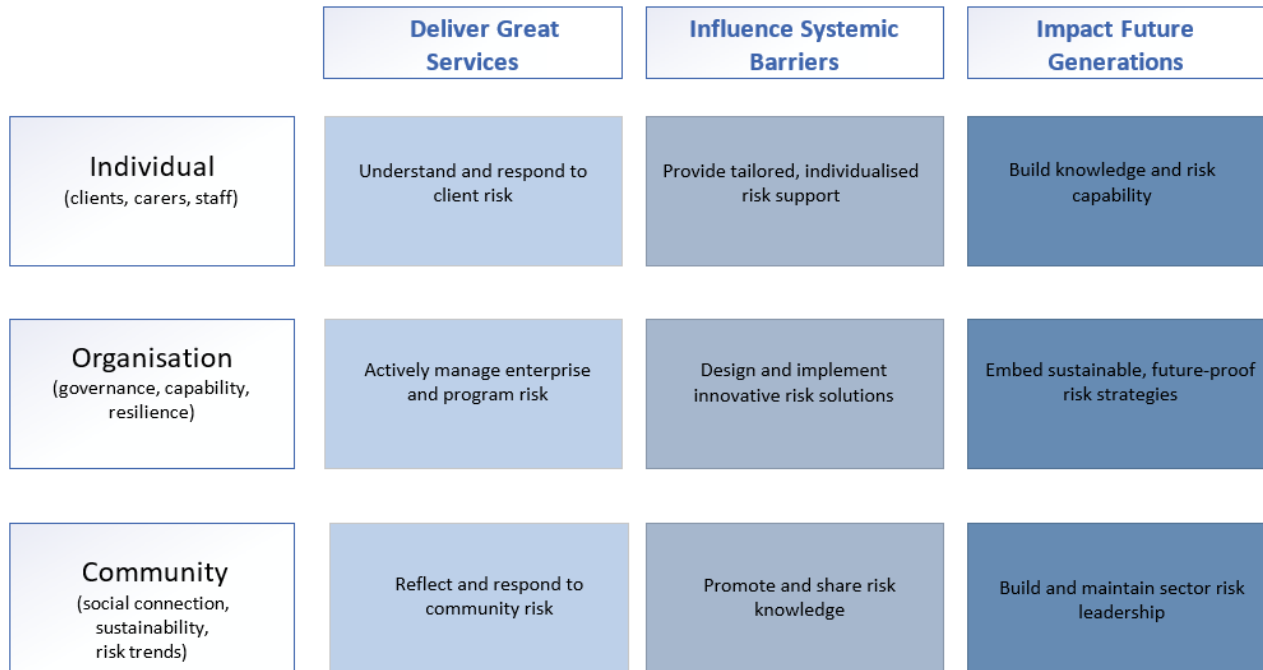 Deliver Great
Services
Influence Systemic
Barriers
Impact Future
Generations
Individual
(clients, carers, staff)
Understand and respond to
client risk
Provide tailored, individualised
risk support
Build knowledge and risk
capability
Organisation
(governance, capability,
resilience)
Actively manage enterprise
and program risk
Design and implement
innovative risk solutions
Embed sustainable, future-proof
risk strategies
Community
(social connection,
sustainability,
risk trends)
Reflect and respond to
community risk
Promote and share risk
knowledge
Build and maintain sector risk
leadership